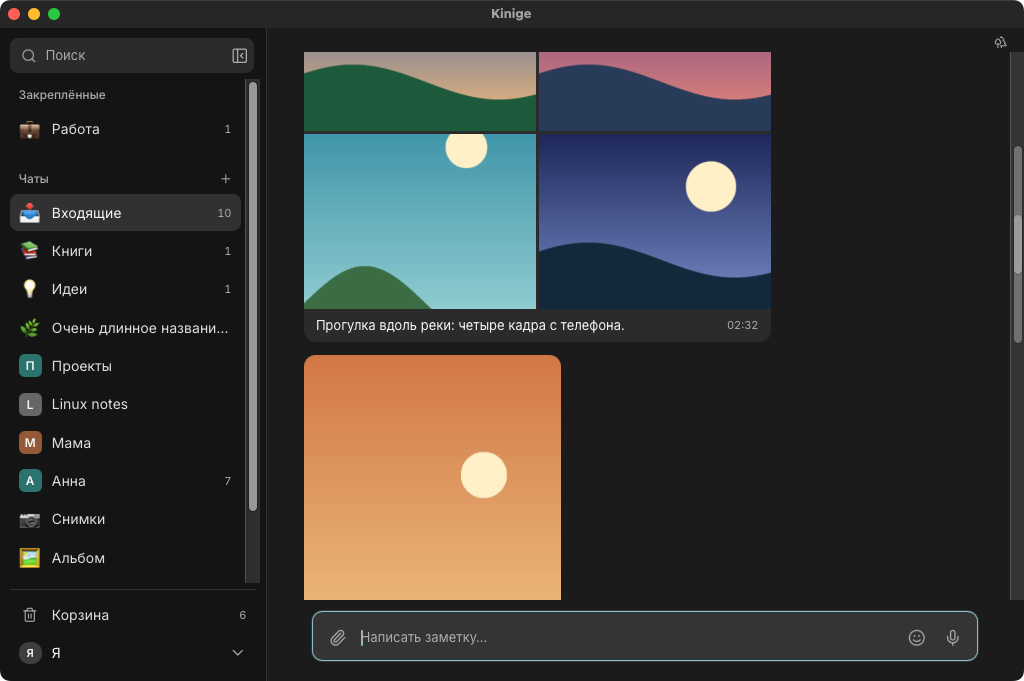 Kinige
Поиск
Закреплённые
Работа 1
Чаты
Входящие 10
Книги 1
Идеи 1
Очень длинное названи...
П Проекты
L Linux notes
М Мама
А Анна 7
Снимки
Альбом
Корзина 6
Я Я
Прогулка вдоль реки: четыре кадра с телефона. 02:32
Написать заметку...